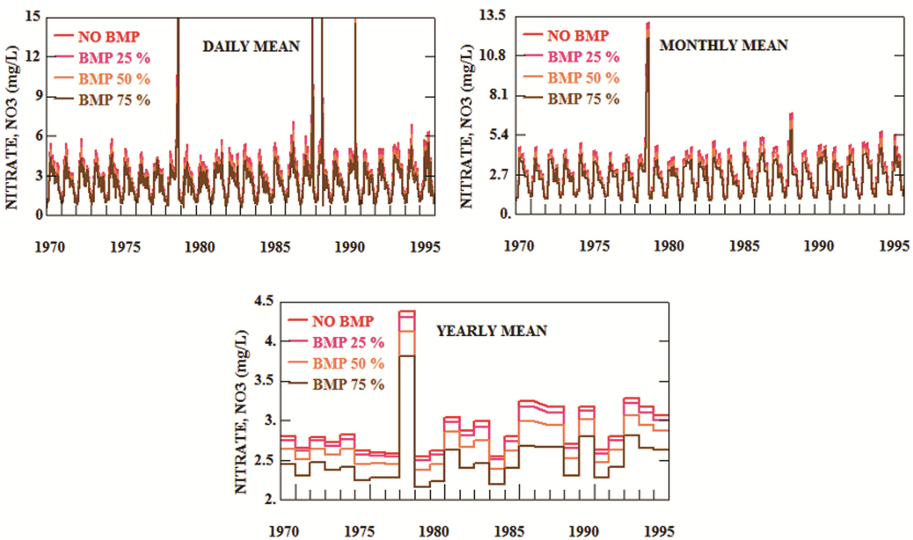 15
12
9
6
3
0
NITRATE, NO3 (mg/L)
NO BMP
BMP 25 %
BMP 50 %
BMP 75 %
DAILY MEAN
1970 1975 1980 1985 1990 1995
13.5
10.8
8.1
5.4
2.7
0.
NITRATE, NO3 (mg/L)
NO BMP
BMP 25 %
BMP 50 %
BMP 75 %
MONTHLY MEAN
1970 1975 1980 1985 1990 1995
4.5
4.
3.5
3.
2.5
2.
NITRATE, NO3 (mg/L)
NO BMP
BMP 25 %
BMP 50 %
BMP 75 %
YEARLY MEAN
1970 1975 1980 1985 1990 1995